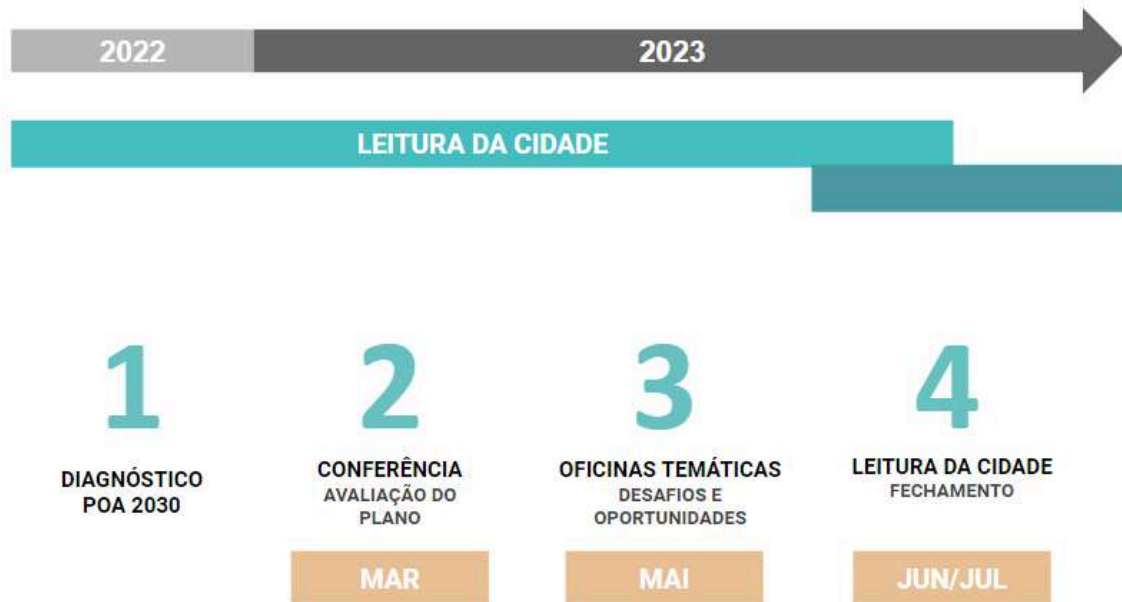 2022
2023
LEITURA DA CIDADE
1
DIAGNÓSTICO
POA 2030
2
CONFERÊNCIA
AVALIAÇÃO DO
PLANO
MAR
3
OFICINAS TEMÁTICAS
DESAFIOS E
OPORTUNIDADES
MAI
4
LEITURA DA CIDADE
FECHAMENTO
JUN/JUL